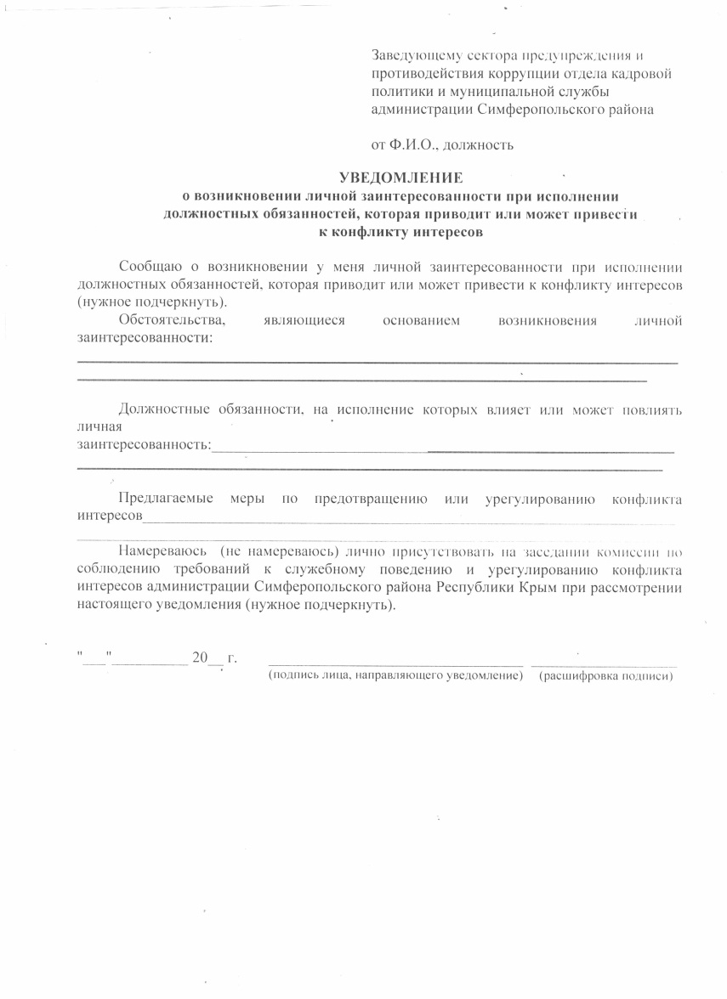 Заведующему сектора предупреждения и
противодействия коррупции отдела кадровой
политики и муниципальной службы
администрации Симферопольского района
от Ф.И.О., должность
УВЕДОМЛЕНИЕ
о возникновении личной заинтересованности при исполнении
должностных обязанностей, которая приводит или может привести
к конфликту интересов
Сообщаю о возникновении у меня личной заинтересованности при исполнении
должностных обязанностей, которая приводит или может привести к конфликту интересов
(нужное подчеркнуть).
Обстоятельства, являющиеся основанием возникновения личной
заинтересованности:
Должностные обязанности, на исполнение которых влияет или может повлиять
личная
заинтересованность:
Предлагаемые меры по предотвращению или урегулированию конфликта
интересов
Намереваюсь (не намереваюсь) лично присутствовать на заседании комиссии по
соблюдению требований к служебному поведению и урегулированию конфликта
интересов администрации Симферопольского района Республики Крым при рассмотрении
настоящего уведомления (нужное подчеркнуть).
"___"__________ 20__ г.
(подпись лица, направляющего уведомление) (расшифровка подписи)